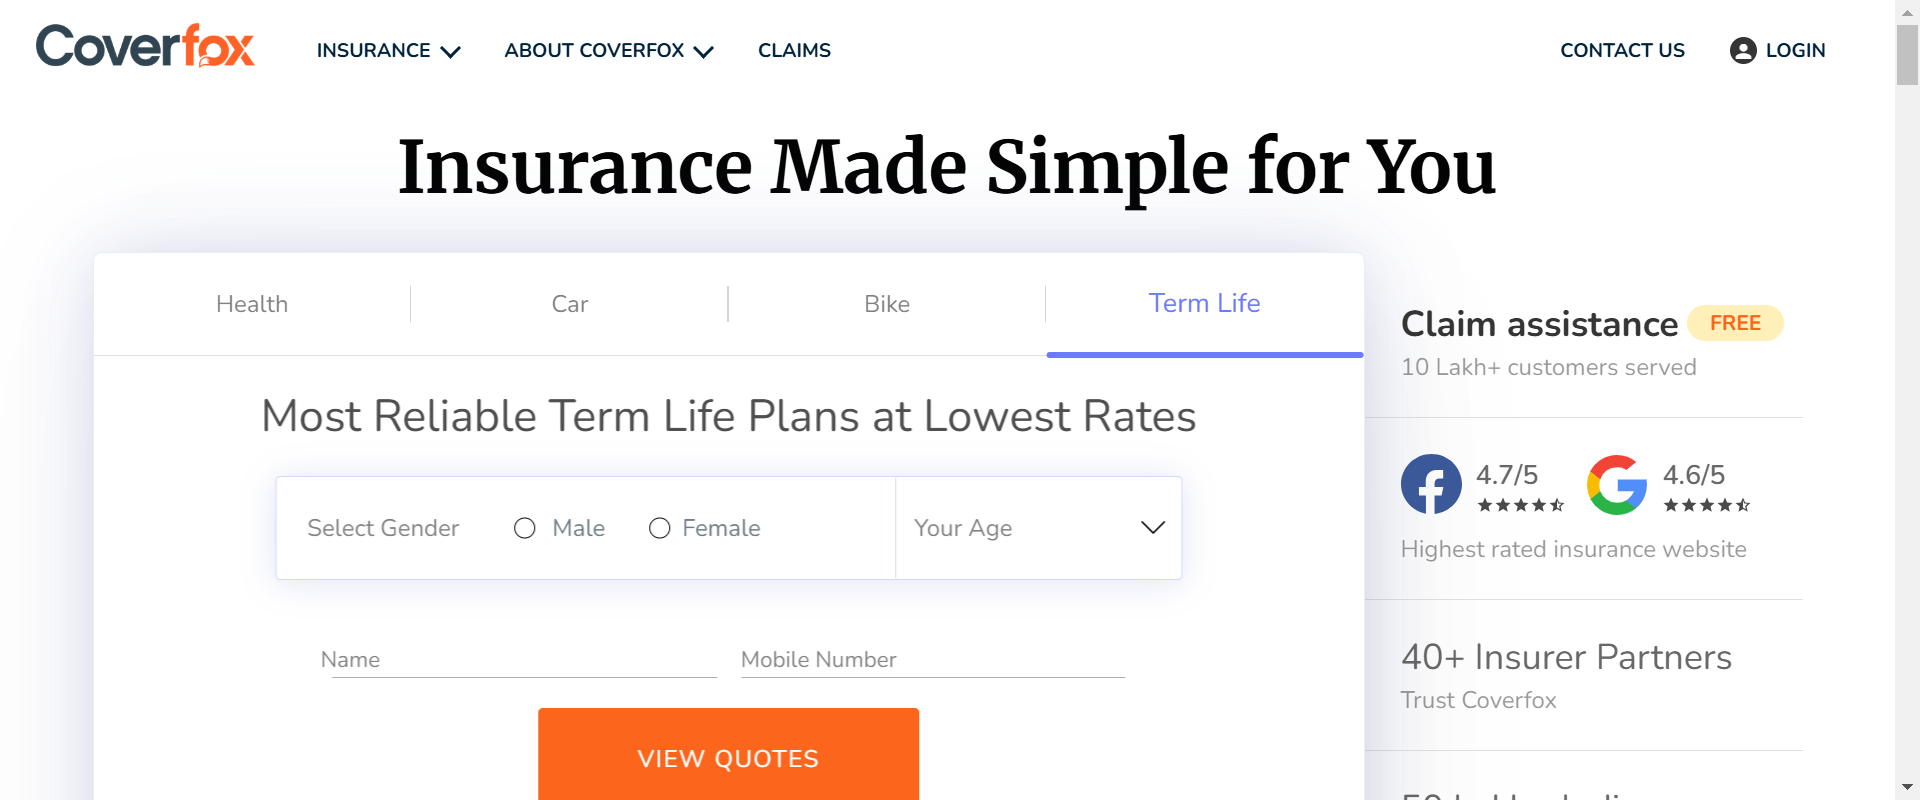 Coverfox INSURANCE ABOUT COVERFOX CLAIMS CONTACT US LOGIN
Insurance Made Simple for You
Health Car Bike Term Life
Most Reliable Term Life Plans at Lowest Rates
Select Gender Male Female Your Age
Name Mobile Number
VIEW QUOTES
Claim assistance FREE
10 Lakh+ customers served
4.7/5 4.6/5
Highest rated insurance website
40+ Insurer Partners
Trust Coverfox